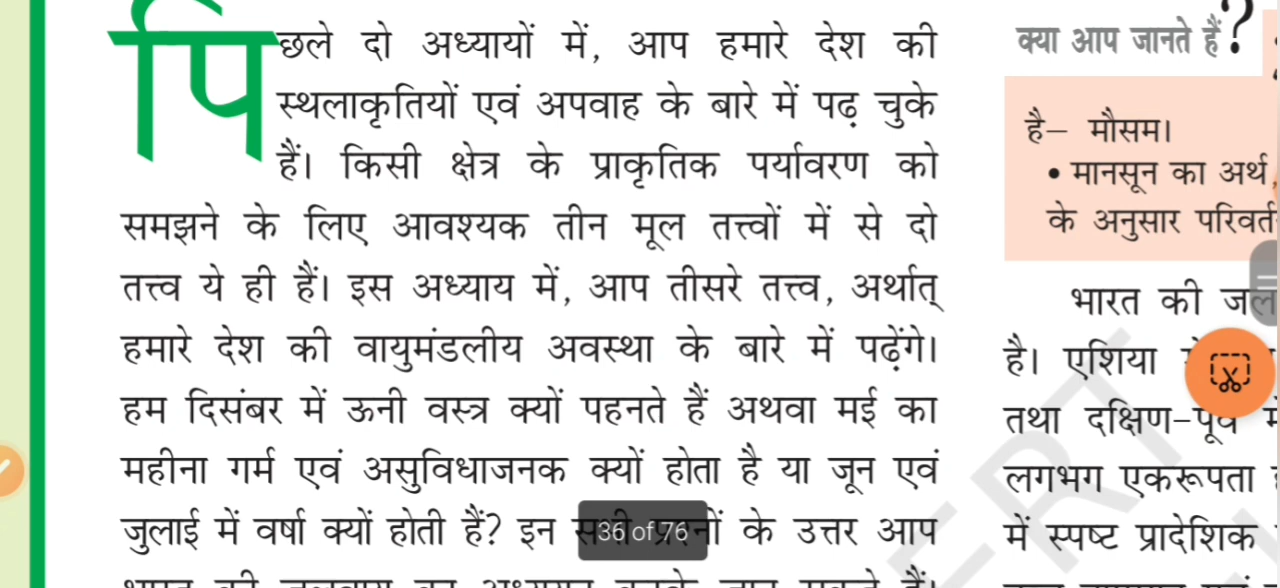 पिछले दो अध्यायों में, आप हमारे देश की
स्थलाकृतियों एवं अपवाह के बारे में पढ़ चुके
हैं। किसी क्षेत्र के प्राकृतिक पर्यावरण को
समझने के लिए आवश्यक तीन मूल तत्त्वों में से दो
तत्त्व ये ही हैं। इस अध्याय में, आप तीसरे तत्त्व, अर्थात्
हमारे देश की वायुमंडलीय अवस्था के बारे में पढ़ेंगे।
हम दिसंबर में ऊनी वस्त्र क्यों पहनते हैं अथवा मई का
महीना गर्म एवं असुविधाजनक क्यों होता है या जून एवं
जुलाई में वर्षा क्यों होती हैं? इन के उत्तर आप
36 of 76
क्या आप जानते हैं?
है– मौसम।
• मानसून का अर्थ,
के अनुसार
भारत की
है। एशिया
तथा दक्षिण-पूर्व
लगभग एकरूपता
में स्पष्ट प्रादेशिक